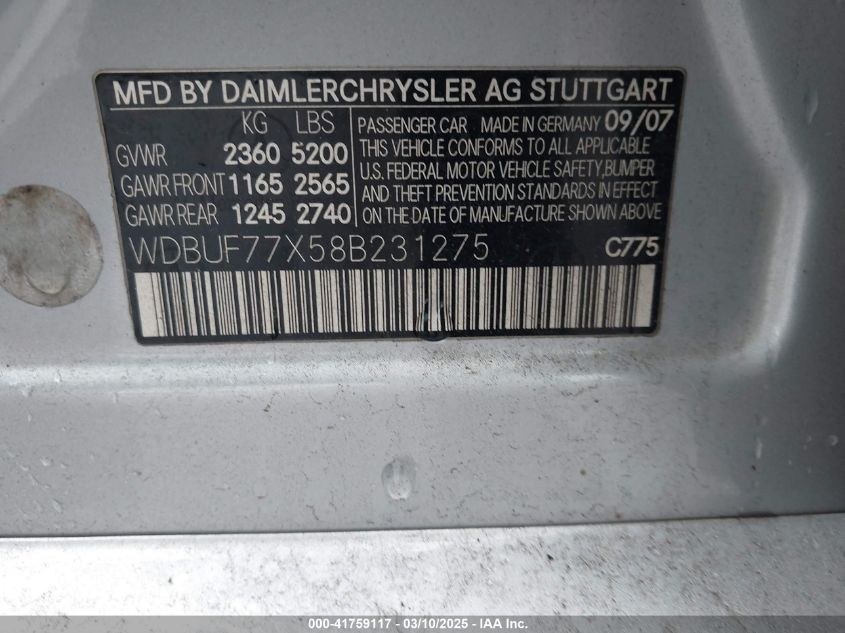 MFD BY DAIMLERCHRYSLER AG STUTTGART
KG LBS
GVWR 2360 5200
GAWR FRONT 1165 2565
GAWR REAR 1245 2740
PASSENGER CAR MADE IN GERMANY 09/07
THIS VEHICLE CONFORMS TO ALL APPLICABLE
U.S. FEDERAL MOTOR VEHICLE SAFETY, BUMPER
AND THEFT PREVENTION STANDARDS IN EFFECT
ON THE DATE OF MANUFACTURE SHOWN ABOVE
WDBUF77X58B231275 C775
000-41759117 — 03/10/2025 — IAA Inc.